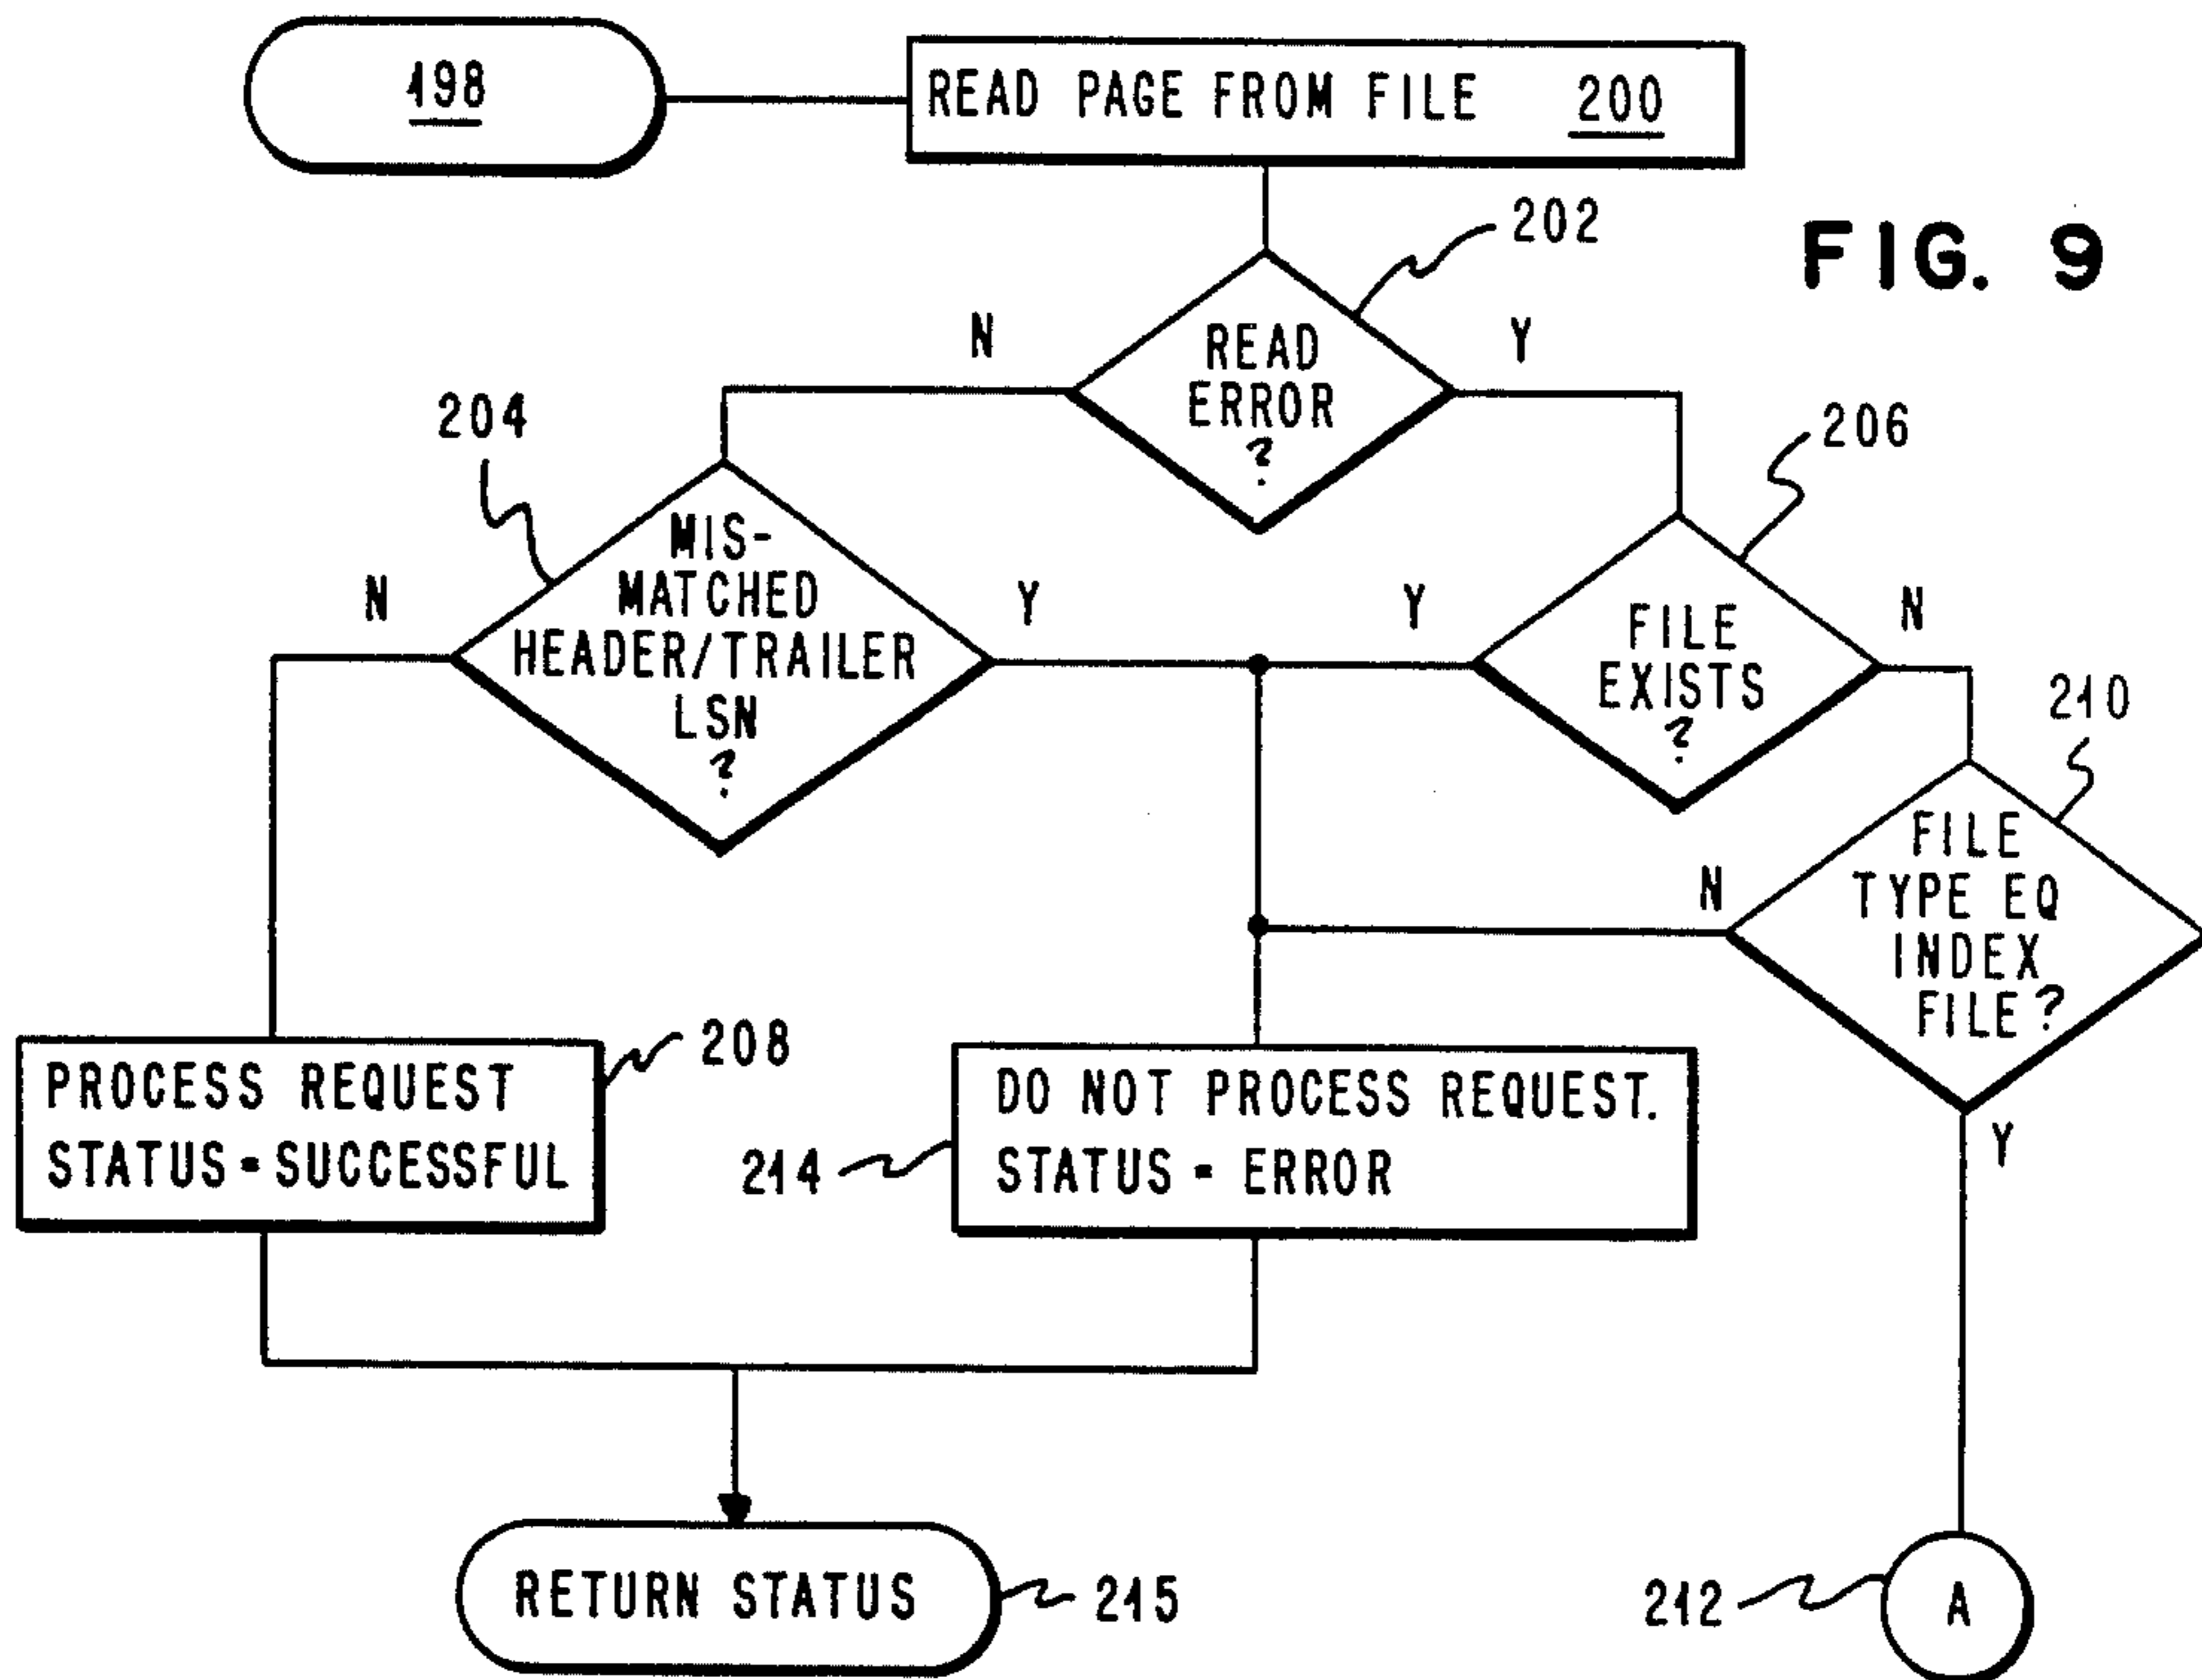 198
READ PAGE FROM FILE 200
202
FIG. 9
N
READ
ERROR
?
Y
204
206
MIS-
MATCHED
HEADER/TRAILER
LSN
?
N
Y
Y
FILE
EXISTS
?
N
210
FILE
TYPE EQ
INDEX
FILE?
N
Y
PROCESS REQUEST
STATUS=SUCCESSFUL
208
DO NOT PROCESS REQUEST.
STATUS = ERROR
214
RETURN STATUS
215
212
A